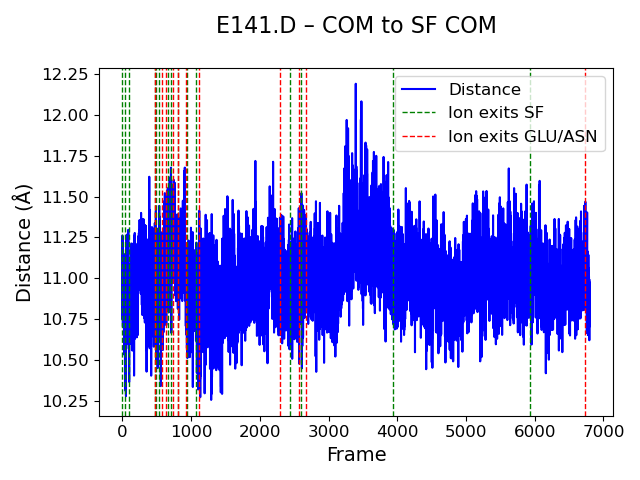 E141.D – COM to SF COM
12.25
12.00
11.75
11.50
11.25
11.00
10.75
10.50
10.25
Distance (Å)
Distance
Ion exits SF
Ion exits GLU/ASN
0 1000 2000 3000 4000 5000 6000 7000
Frame